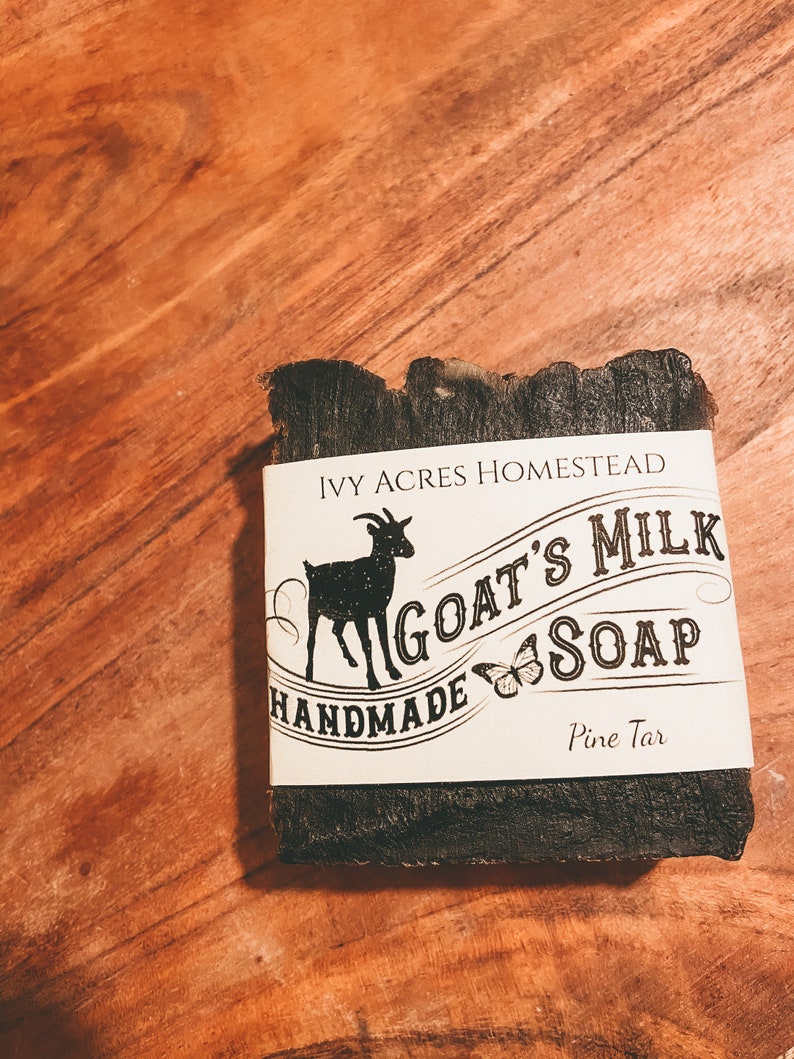 Ivy Acres Homestead
Goat's Milk
Handmade Soap
Pine Tar